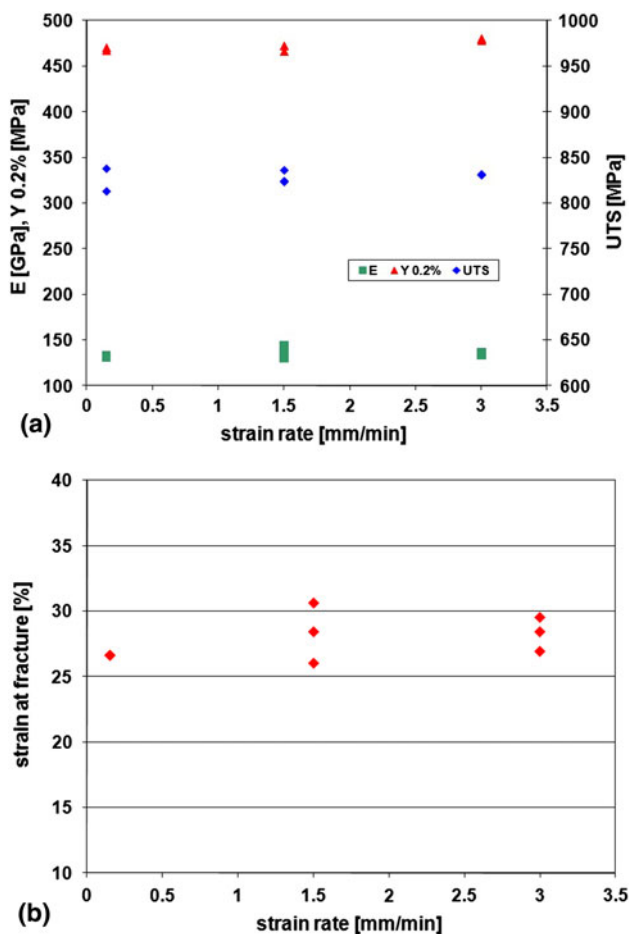 500
450
400
350
300
250
200
150
100
E [GPa], Y 0.2% [MPa]
1000
950
900
850
800
750
700
650
600
UTS [MPa]
E Y 0.2% UTS
0 0.5 1 1.5 2 2.5 3 3.5
strain rate [mm/min]
(a)
40
35
30
25
20
15
10
strain at fracture [%]
0 0.5 1 1.5 2 2.5 3 3.5
strain rate [mm/min]
(b)